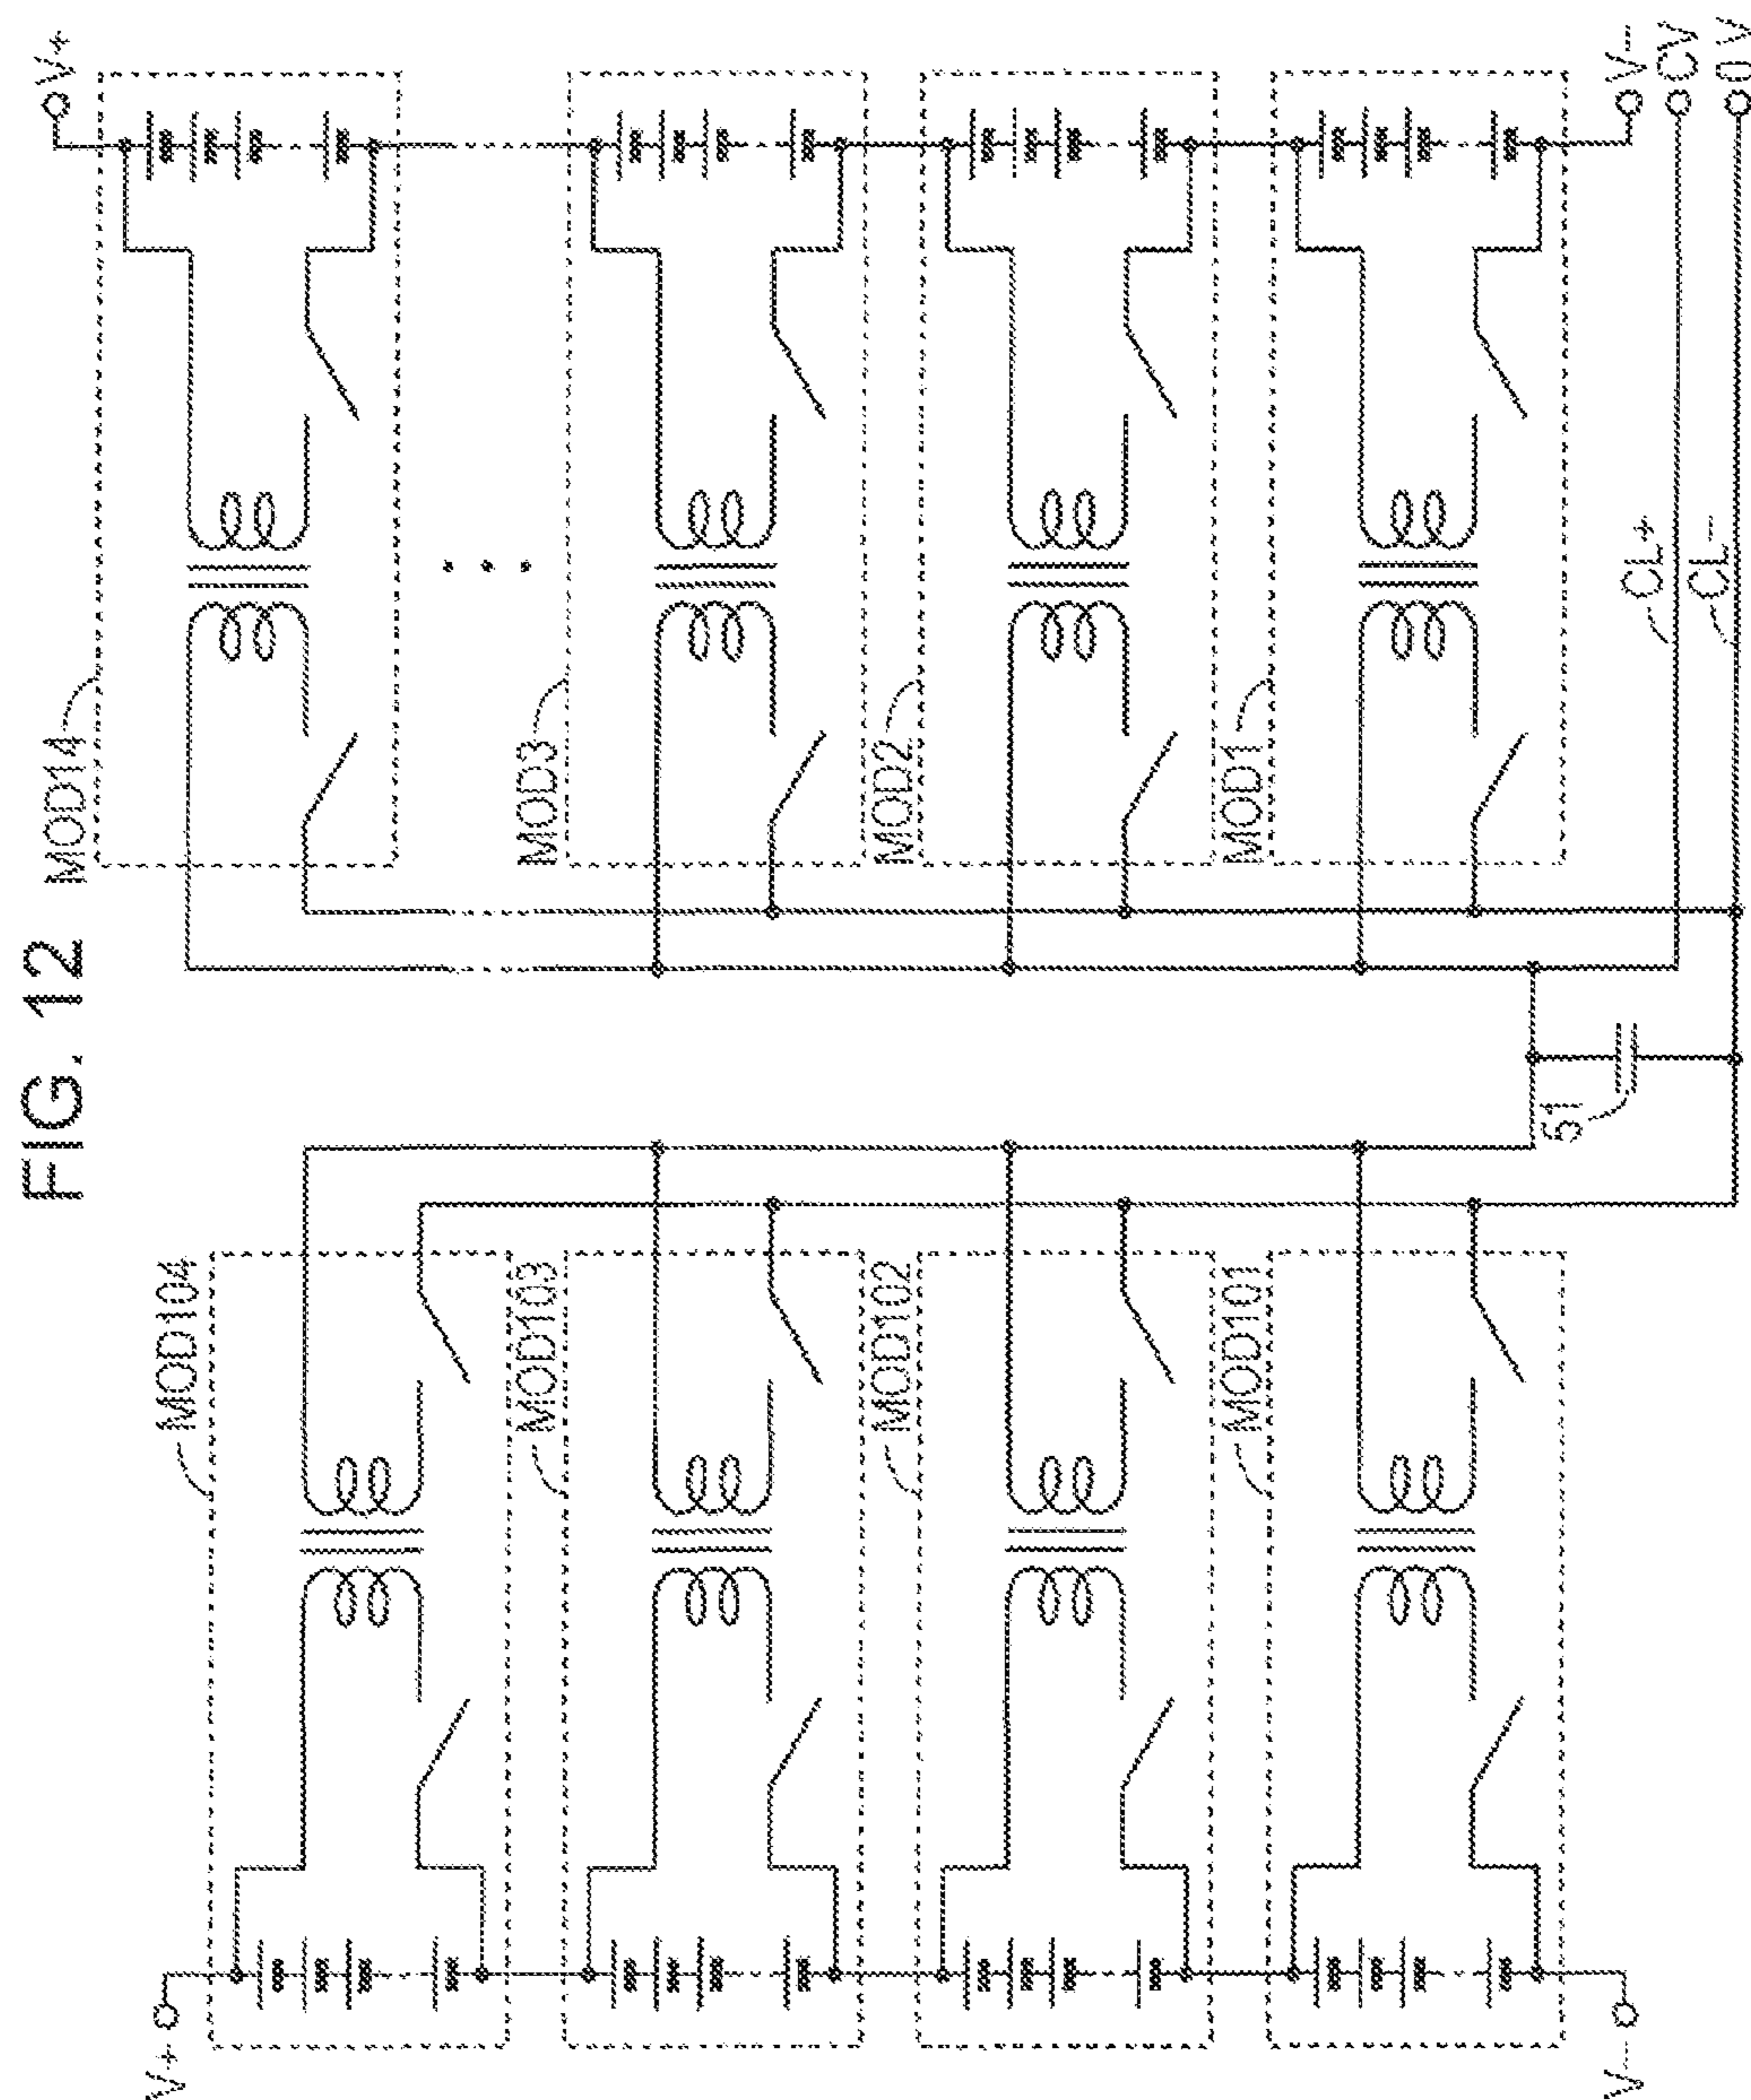 FIG. 12
MOD14
V+
V+
MOD104
MOD103
MOD3
MOD102
MOD2
MOD101
MOD1
51
V-
CL+
V-
CL-
CV
0V